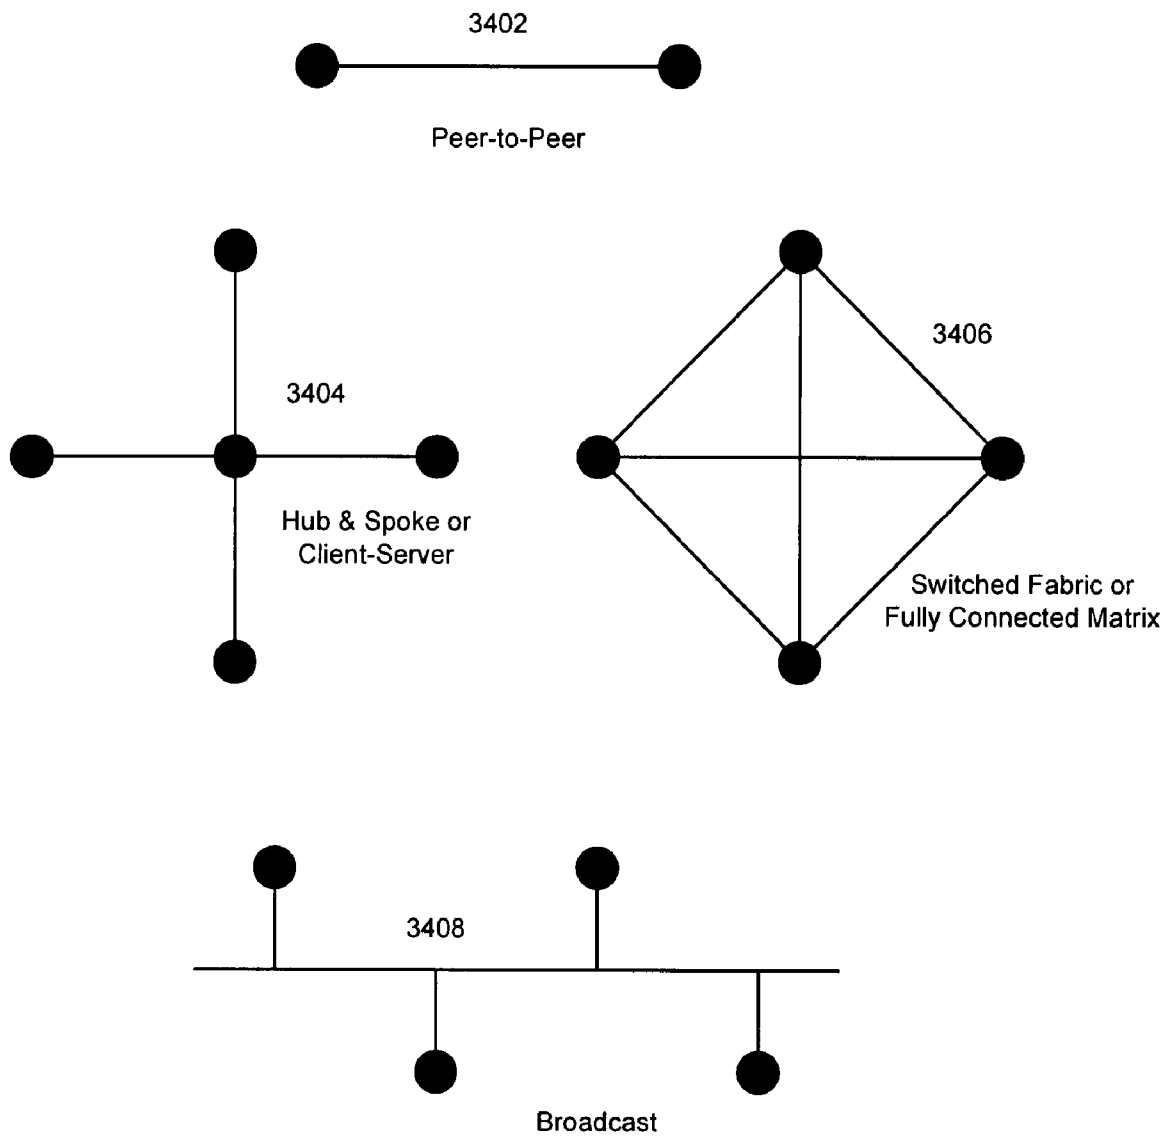 3402
Peer-to-Peer
3404
Hub & Spoke or
Client-Server
3406
Switched Fabric or
Fully Connected Matrix
3408
Broadcast